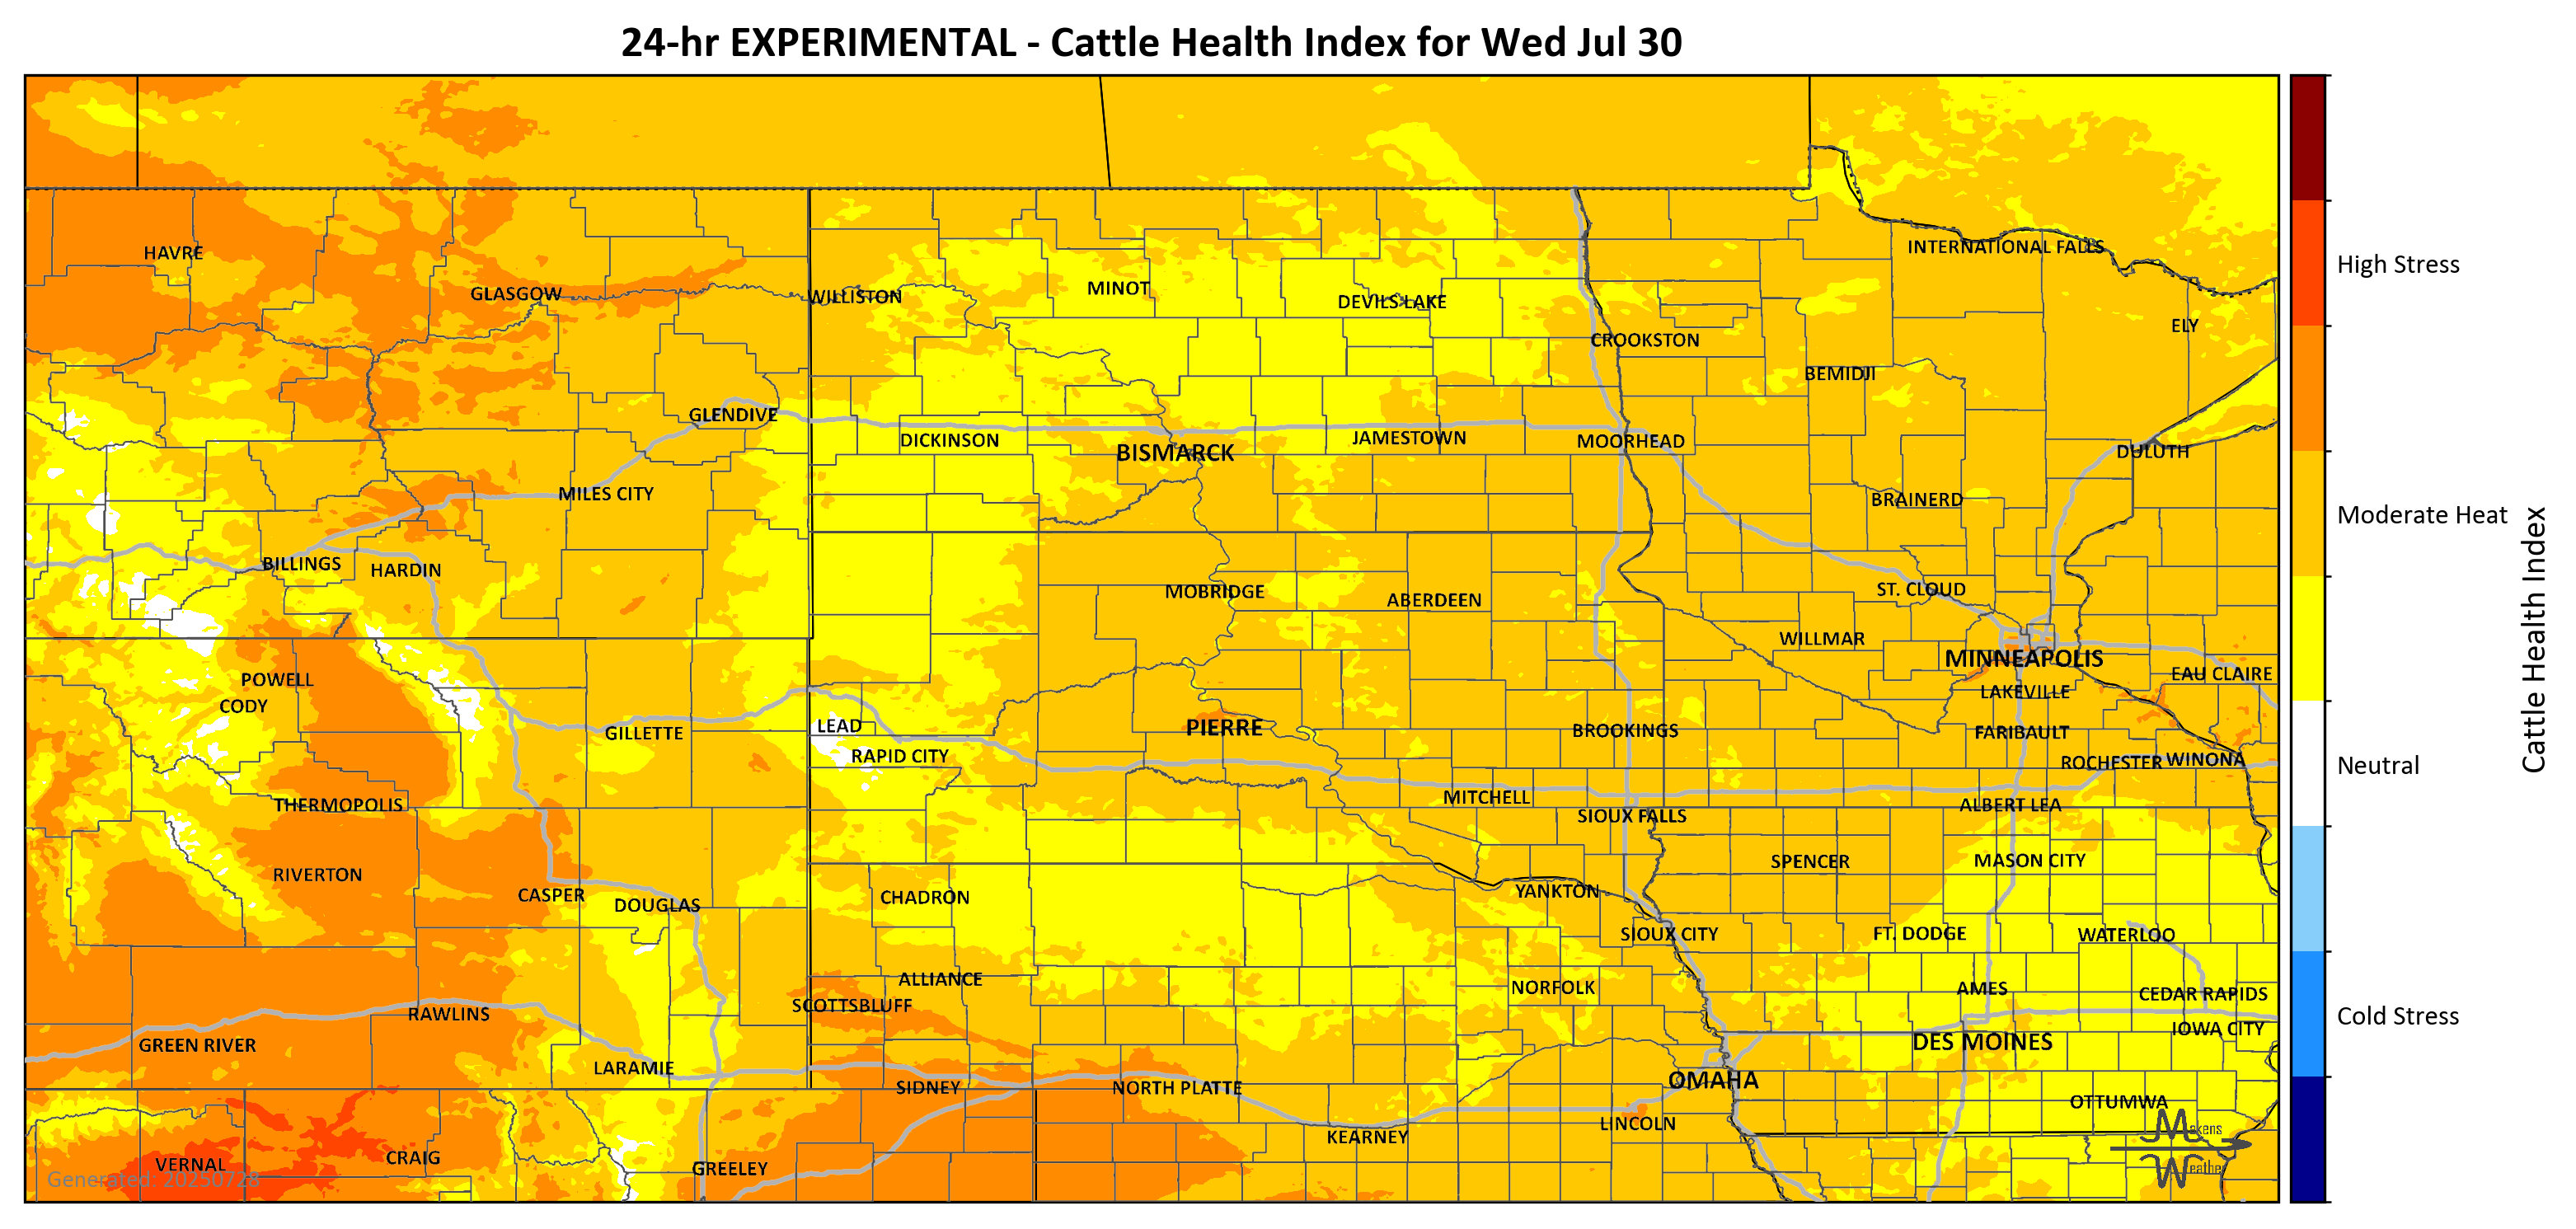 24-hr EXPERIMENTAL - Cattle Health Index for Wed Jul 30
HAVRE
INTERNATIONAL FALLS
GLASGOW
WILLISTON
MINOT
DEVILS LAKE
ELY
CROOKSTON
BEMIDJI
GLENDIVE
DICKINSON
BISMARCK
JAMESTOWN
MOORHEAD
DULUTH
MILES CITY
BRAINERD
BILLINGS
HARDIN
MOBRIDGE
ABERDEEN
ST. CLOUD
WILLMAR
MINNEAPOLIS
POWELL
EAU CLAIRE
CODY
LAKEVILLE
GILLETTE
LEAD
PIERRE
BROOKINGS
FARIBAULT
RAPID CITY
ROCHESTER
WINONA
THERMOPOLIS
MITCHELL
ALBERT LEA
SIOUX FALLS
RIVERTON
SPENCER
MASON CITY
CASPER
DOUGLAS
CHADRON
YANKTON
SIOUX CITY
FT. DODGE
WATERLOO
ALLIANCE
NORFOLK
AMES
CEDAR RAPIDS
SCOTTSBLUFF
RAWLINS
GREEN RIVER
DES MOINES
IOWA CITY
LARAMIE
SIDNEY
NORTH PLATTE
OMAHA
OTTUMWA
LINCOLN
KEARNEY
VERNAL
CRAIG
GREELEY
Generated: 20250728
Makens
Weather
High Stress
Moderate Heat
Neutral
Cold Stress
Cattle Health Index